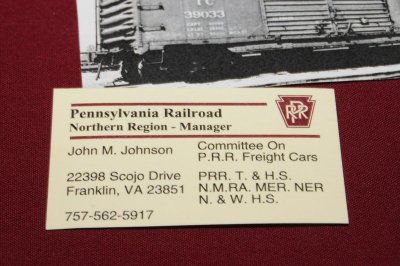 T C
39033
Pennsylvania Railroad
PRR
Northern Region - Manager
John M. Johnson
Committee On
P.R.R. Freight Cars
22398 Scojo Drive
Franklin, VA 23851
PRR. T. & H.S.
N.M.RA. MER. NER
N. & W. H.S.
757-562-5917